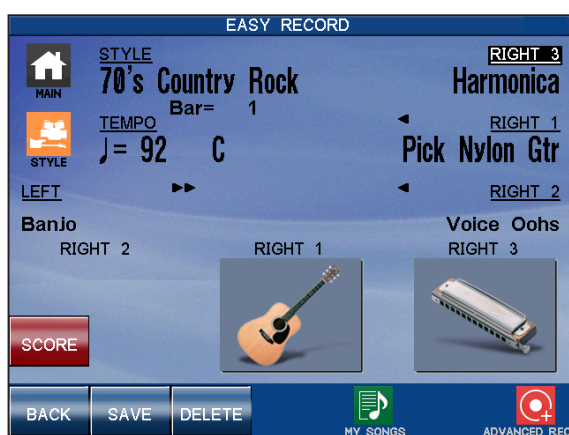 EASY RECORD
MAIN
STYLE
70's Country Rock
Bar= 1
RIGHT 3
Harmonica
STYLE
TEMPO
♩= 92 C
RIGHT 1
Pick Nylon Gtr
LEFT
Banjo
RIGHT 2
Voice Oohs
RIGHT 2 RIGHT 1 RIGHT 3
SCORE
BACK SAVE DELETE MY SONGS ADVANCED REC